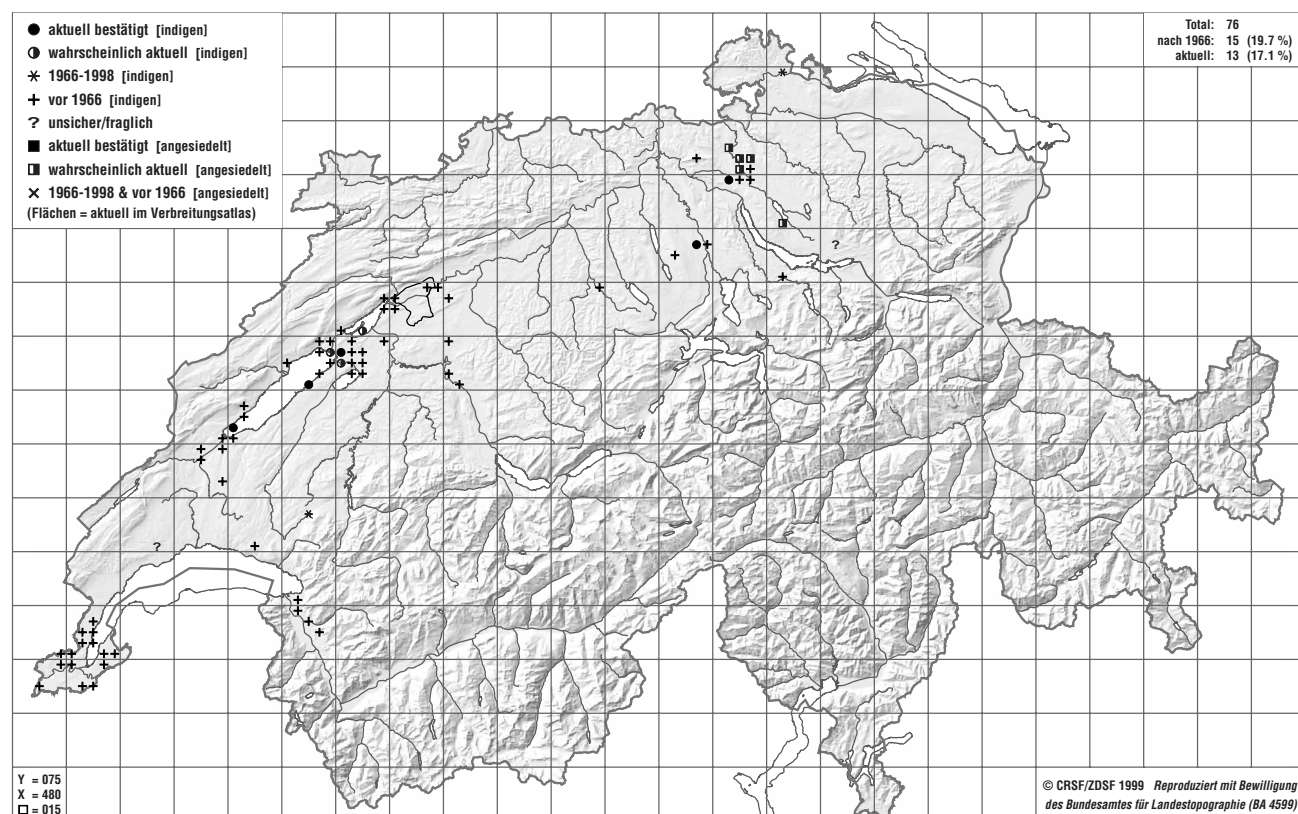 aktuell bestätigt [indigen]
wahrscheinlich aktuell [indigen]
1966-1998 [indigen]
vor 1966 [indigen]
? unsicher/fraglich
aktuell bestätigt [angesiedelt]
wahrscheinlich aktuell [angesiedelt]
1966-1998 & vor 1966 [angesiedelt]
(Flächen = aktuell im Verbreitungsatlas)
Total: 76
nach 1966: 15 (19.7 %)
aktuell: 13 (17.1 %)
?
?
Y = 075
X = 480
□ = 015
© CRSF/ZDSF 1999 Reproduziert mit Bewilligung
des Bundesamtes für Landestopographie (BA 4599)